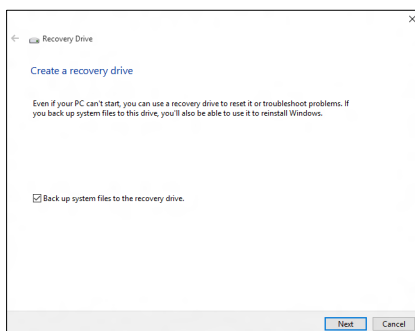 Recovery Drive
Create a recovery drive
Even if your PC can't start, you can use a recovery drive to reset it or troubleshoot problems. If
you back up system files to this drive, you'll also be able to use it to reinstall Windows.
Back up system files to the recovery drive.
Next Cancel